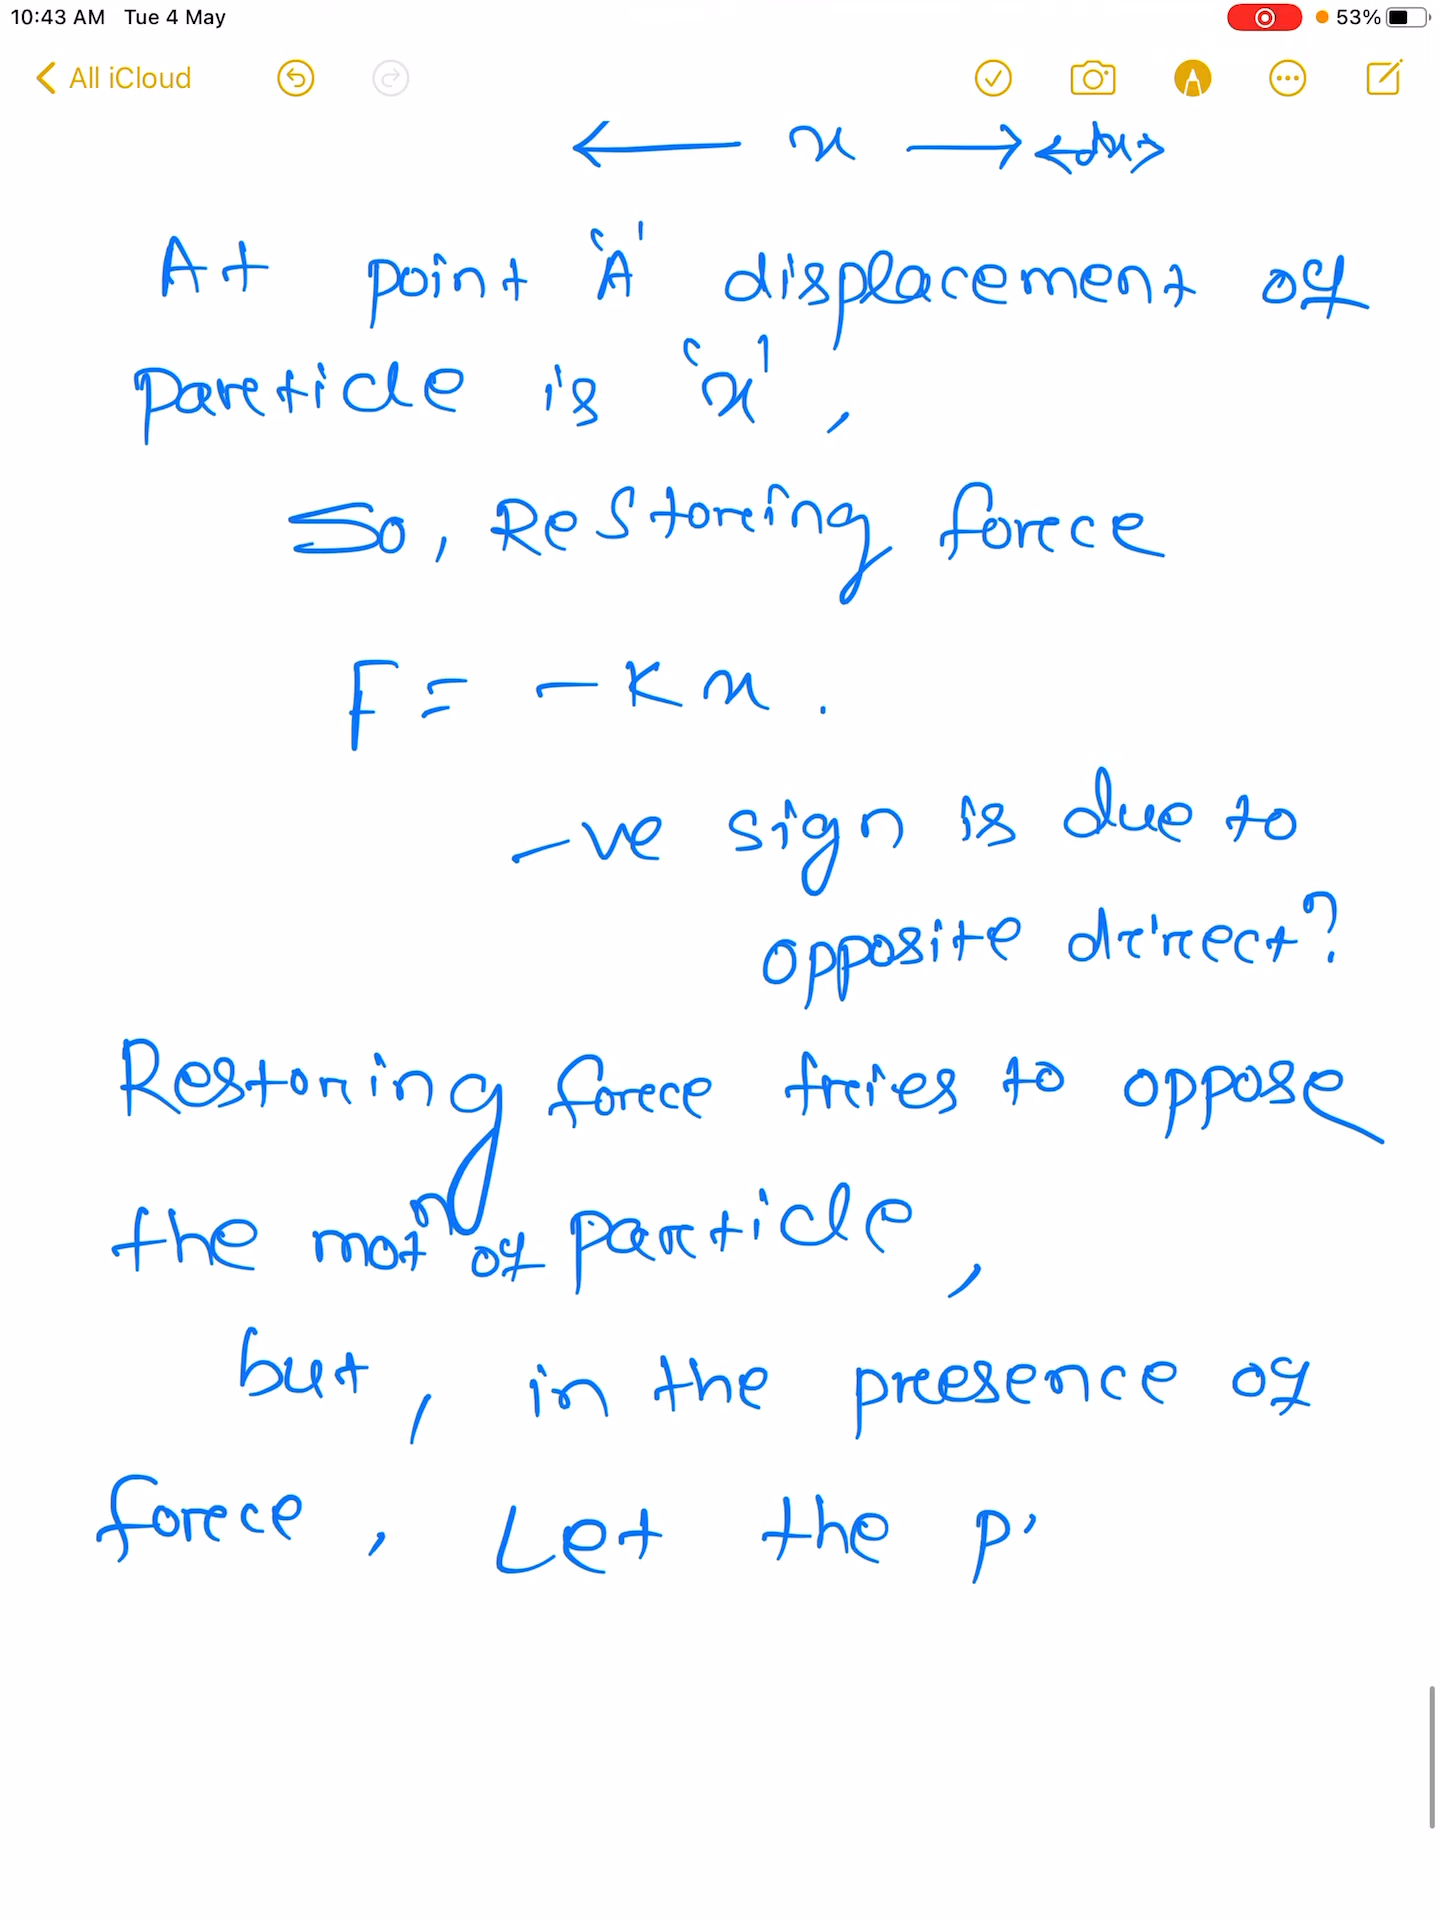 10:43 AM Tue 4 May
53%
All iCloud
x dx
At point 'A' displacement of
particle is 'x',
So, Restoring force
F = - K x .
-ve sign is due to
opposite directⁿ
Restoring force tries to oppose
the motⁿ of particle,
but, in the presence of
force, Let the p